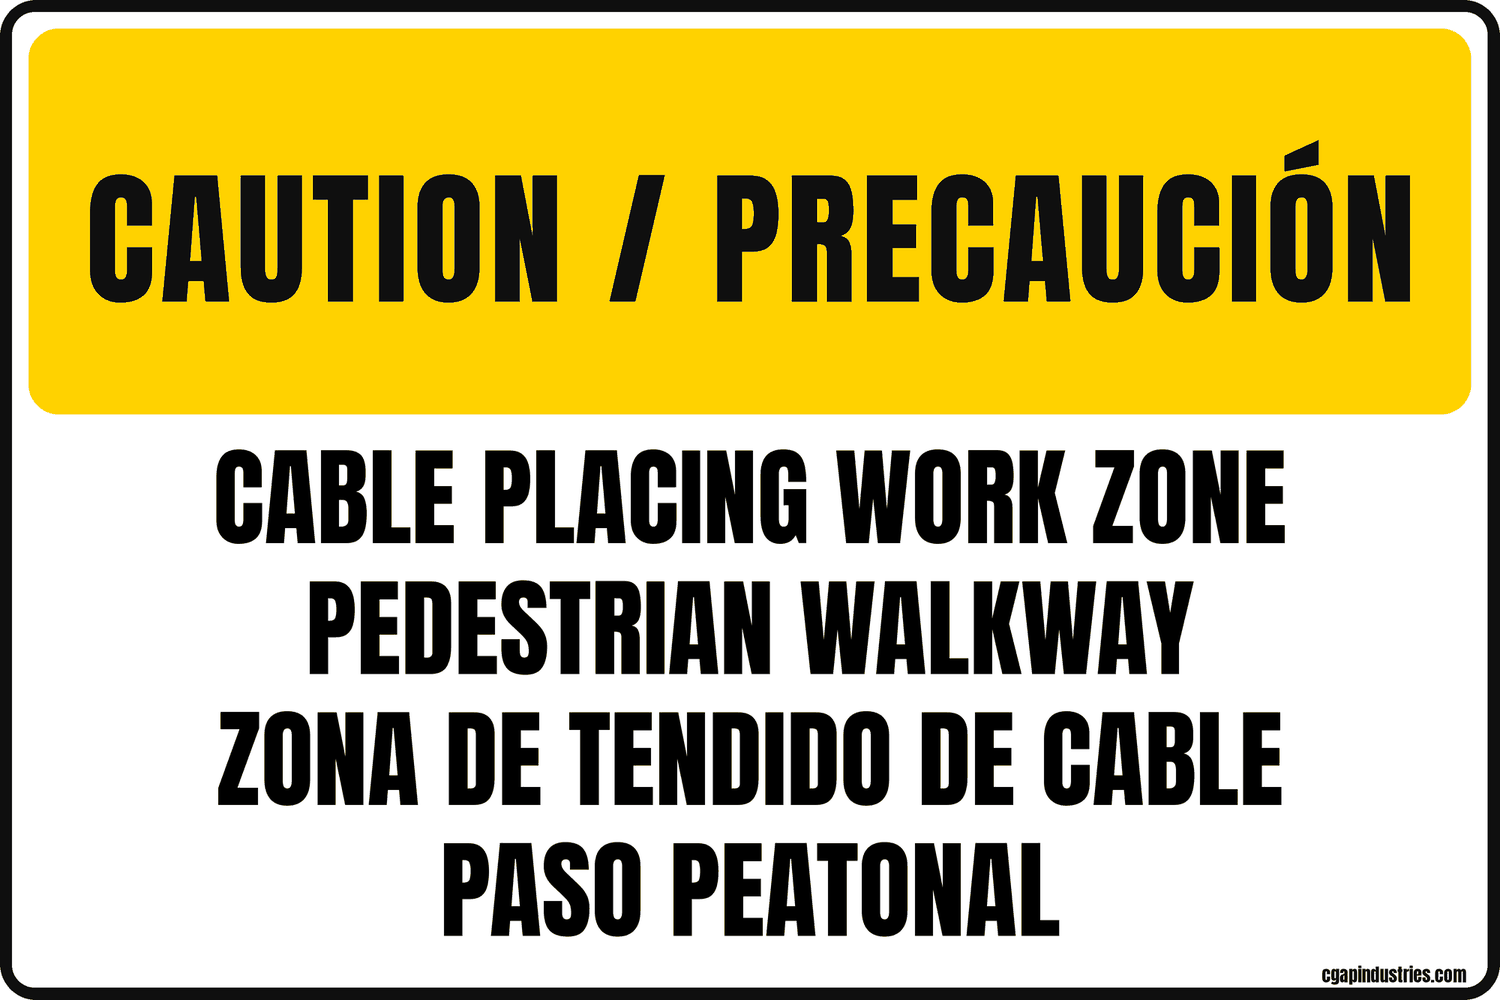 CAUTION / PRECAUCIÓN
CABLE PLACING WORK ZONE
PEDESTRIAN WALKWAY
ZONA DE TENDIDO DE CABLE
PASO PEATONAL
cgapindustries.com